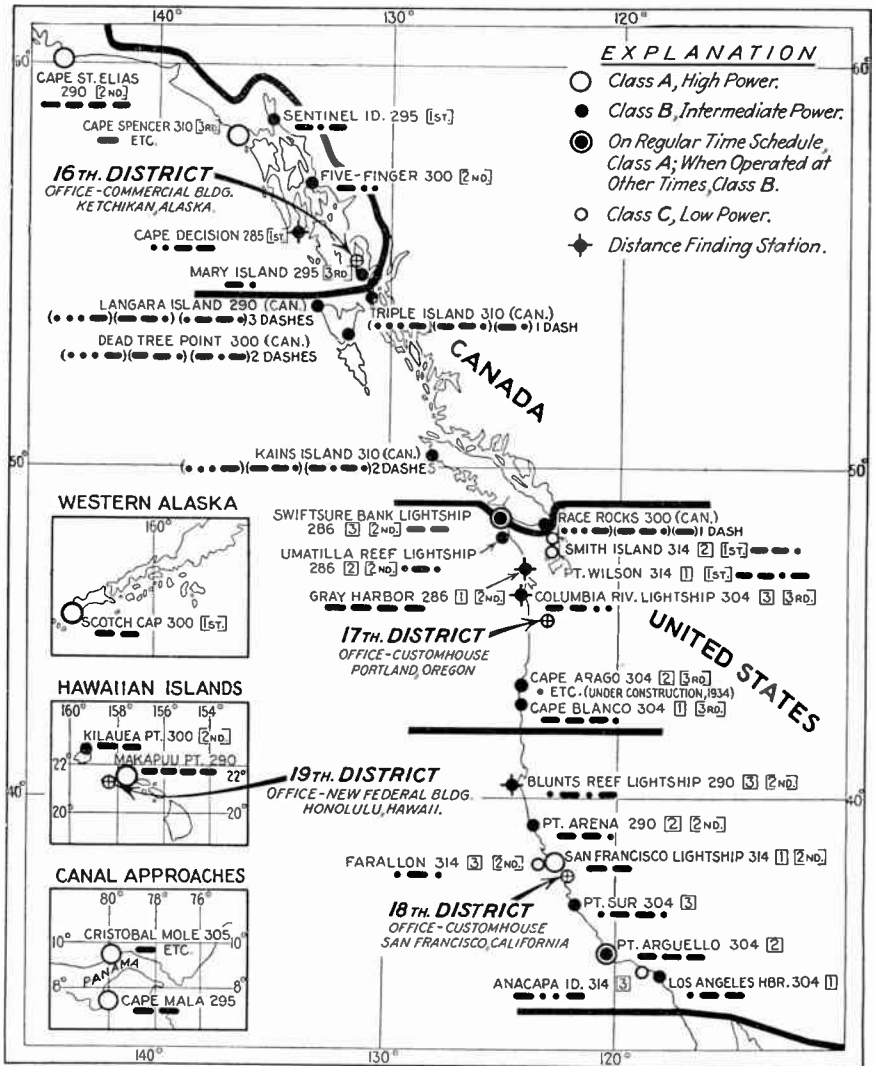 140°
130°
120°
60°
60°
EXPLANATION
Class A, High Power.
Class B, Intermediate Power.
On Regular Time Schedule,
Class A; When Operated at
Other Times, Class B.
Class C, Low Power.
Distance Finding Station.
CAPE ST. ELIAS
290 [2ND.]
CAPE SPENCER 310 [3RD.]
ETC.
SENTINEL ID. 295 [1ST.]
16TH. DISTRICT
OFFICE-COMMERCIAL BLDG.
KETCHIKAN, ALASKA.
FIVE-FINGER 300 [2ND.]
CAPE DECISION 285 [1ST.]
MARY ISLAND 295 [3RD]
LANGARA ISLAND 290 (CAN.)
3 DASHES
TRIPLE ISLAND 310 (CAN.)
1 DASH
DEAD TREE POINT 300 (CAN.)
2 DASHES
CANADA
KAINS ISLAND 310 (CAN.)
2 DASHES
50°
50°
SWIFTSURE BANK LIGHTSHIP
286 [3] [2ND.]
RACE ROCKS 300 (CAN.)
1 DASH
UMATILLA REEF LIGHTSHIP
286 [2] [2ND.]
SMITH ISLAND 314 [2] [1ST.]
PT. WILSON 314 [1] [1ST.]
GRAY HARBOR 286 [1] [2ND.]
COLUMBIA RIV. LIGHTSHIP 304 [3] [3RD.]
17TH. DISTRICT
OFFICE-CUSTOMHOUSE
PORTLAND, OREGON
UNITED STATES
CAPE ARAGO 304 [2] [3RD.]
ETC. (UNDER CONSTRUCTION, 1934)
CAPE BLANCO 304 [1] [3RD.]
WESTERN ALASKA
160°
SCOTCH CAP 300 [1ST.]
HAWAIIAN ISLANDS
160° 158° 156° 154°
KILAUEA PT. 300 [2ND.]
MAKAPUU PT. 290
22°
22°
20°
20°
19TH. DISTRICT
OFFICE-NEW FEDERAL BLDG.
HONOLULU, HAWAII.
BLUNTS REEF LIGHTSHIP 290 [3] [2ND.]
40°
40°
PT. ARENA 290 [2] [2ND.]
FARALLON 314 [3] [2ND.]
SAN FRANCISCO LIGHTSHIP 314 [1] [2ND.]
18TH. DISTRICT
OFFICE-CUSTOMHOUSE
SAN FRANCISCO, CALIFORNIA
PT. SUR 304 [3]
PT. ARGUELLO 304 [2]
ANACAPA ID. 314 [3]
LOS ANGELES HBR. 304 [1]
CANAL APPROACHES
80° 78° 76°
CRISTOBAL MOLE 305
ETC.
10°
10°
PANAMA
8°
8°
CAPE MALA 295
140°
130°
120°